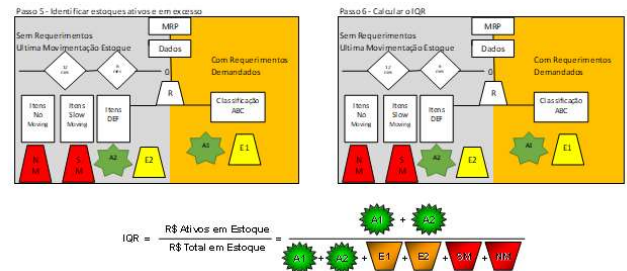 Passo 5 - Identificar estoques ativos e em excesso
MRP
Sem Requerimentos
Ultima Movimentação Estoque
Dados
Com Requerimentos
Demandados
12
0
R
Itens
No
Moving
Itens
Slow
Moving
Itens
DEF
Classificação
ABC
N
M
S
M
A2
E2
A1
E1
Passo 6 - Calcular o IQR
MRP
Sem Requerimentos
Ultima Movimentação Estoque
Dados
Com Requerimentos
Demandados
12
0
R
Itens
No
Moving
Itens
Slow
Moving
Itens
DEF
Classificação
ABC
N
M
S
M
A2
E2
A1
E1
IQR = R$ Ativos em Estoque = A1 + A2
R$ Total em Estoque A1 + A2 + E1 + E2 + SM + NM